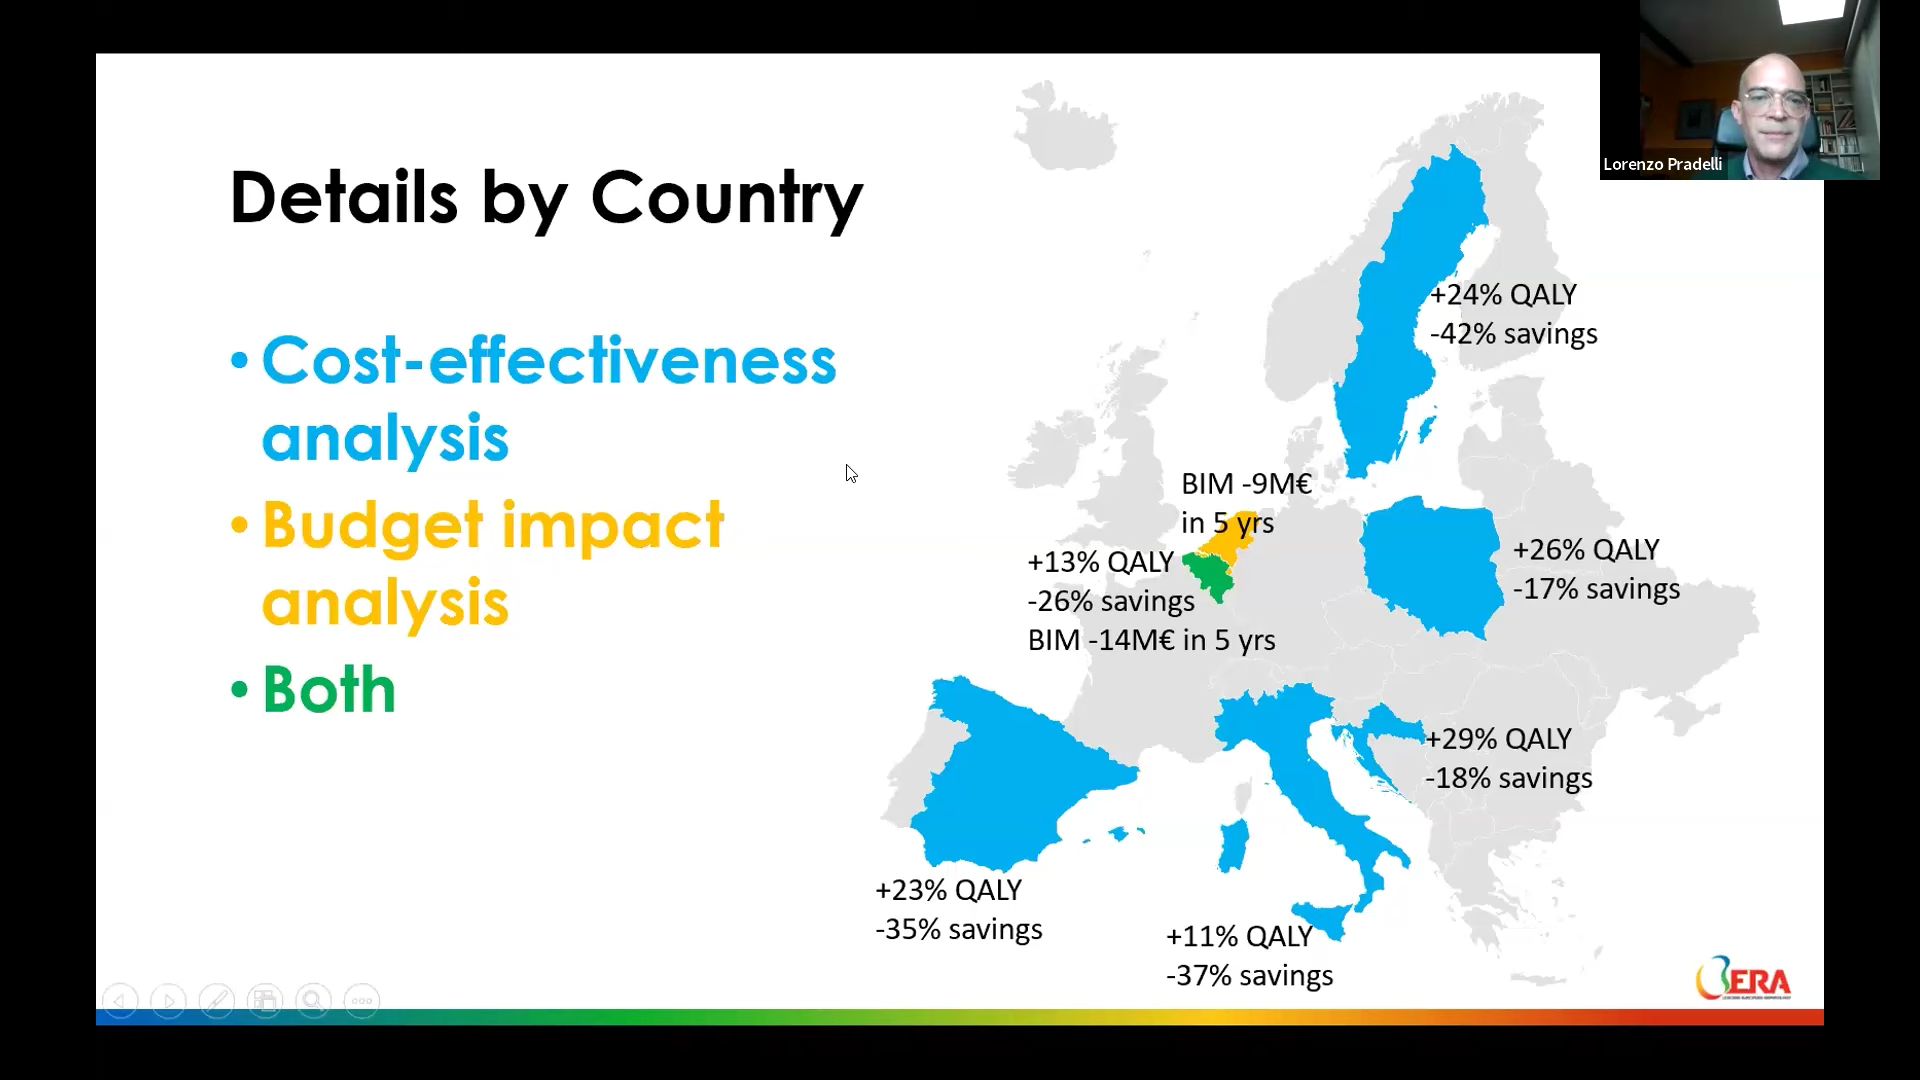 Lorenzo Pradelli
Details by Country
• Cost-effectiveness
analysis
• Budget impact
analysis
• Both
+24% QALY
-42% savings
BIM -9M€
in 5 yrs
+13% QALY
-26% savings
BIM -14M€ in 5 yrs
+26% QALY
-17% savings
+29% QALY
-18% savings
+23% QALY
-35% savings
+11% QALY
-37% savings
ERA